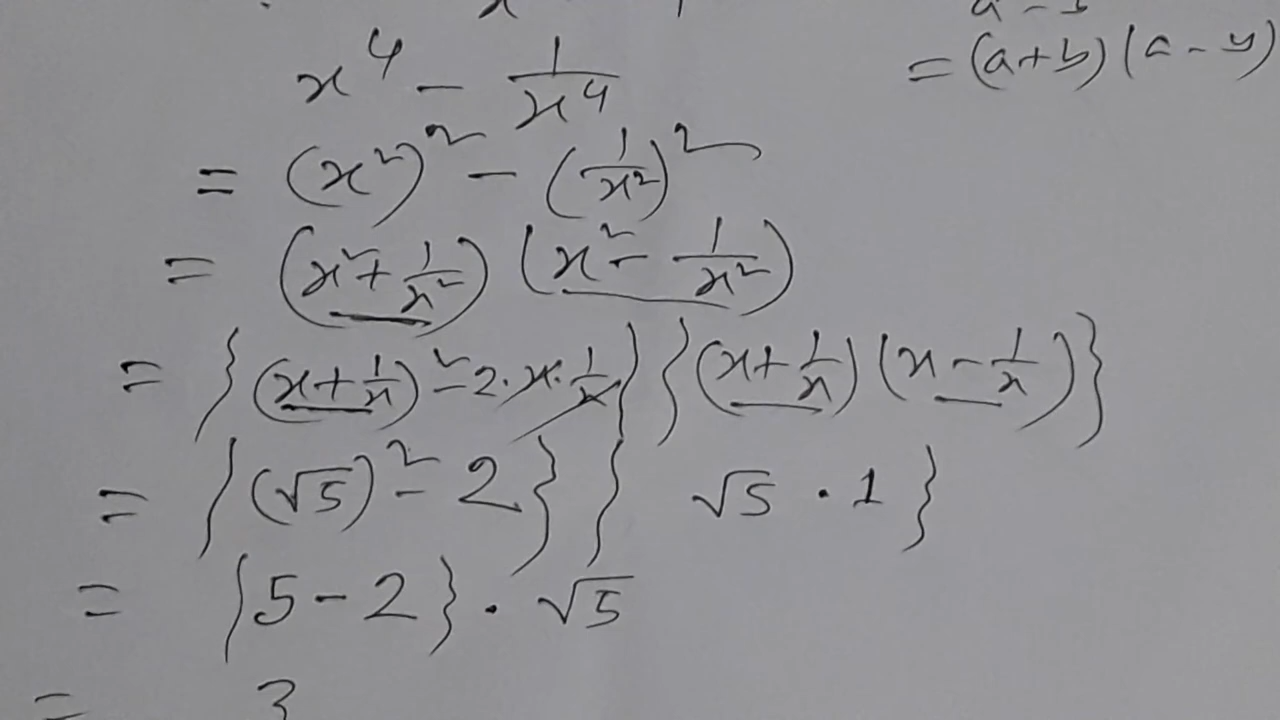 = (a+b) (a - y)
x⁴ - 1/x⁴
= (x²)² - (1/x²)²
= (x² + 1/x²) (x² - 1/x²)
= {(x + 1/x)² - 2·x·1/x} {(x + 1/x) (x - 1/x)}
= {(√5)² - 2} { √5 · 1 }
= {5 - 2} · √5
= 3